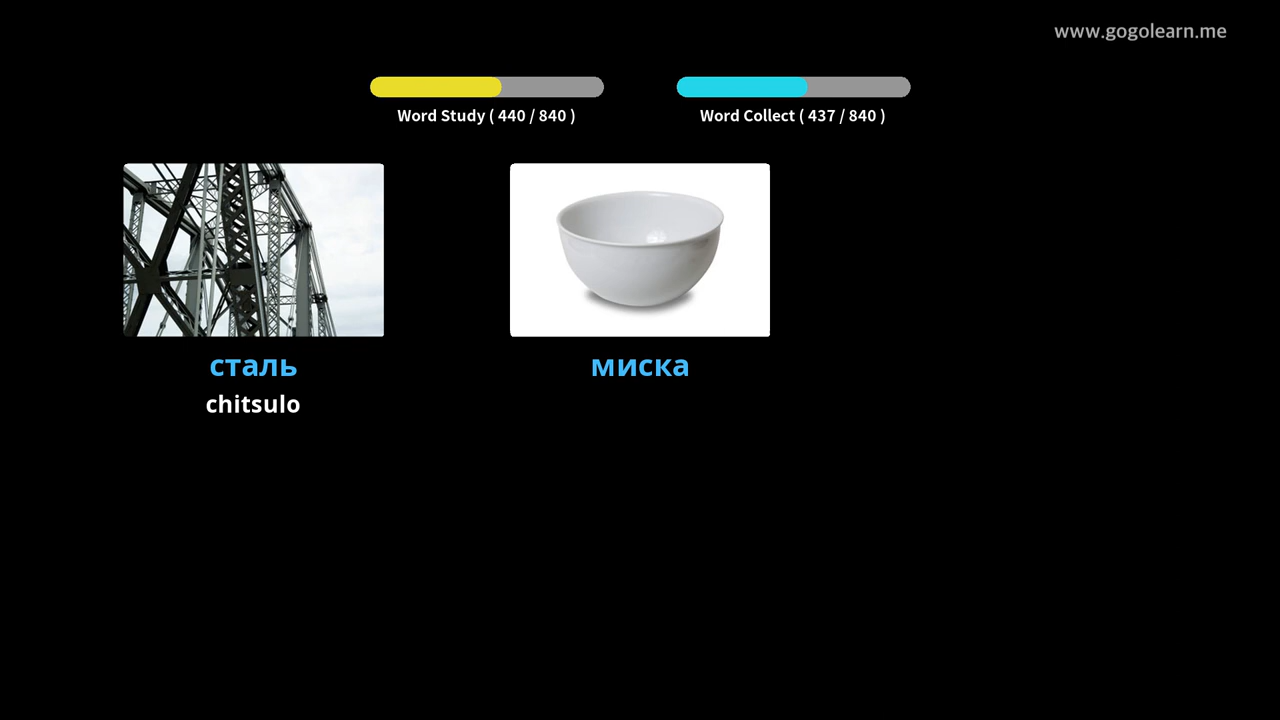 www.gogolearn.me
Word Study ( 440 / 840 )
Word Collect ( 437 / 840 )
сталь
миска
chitsulo